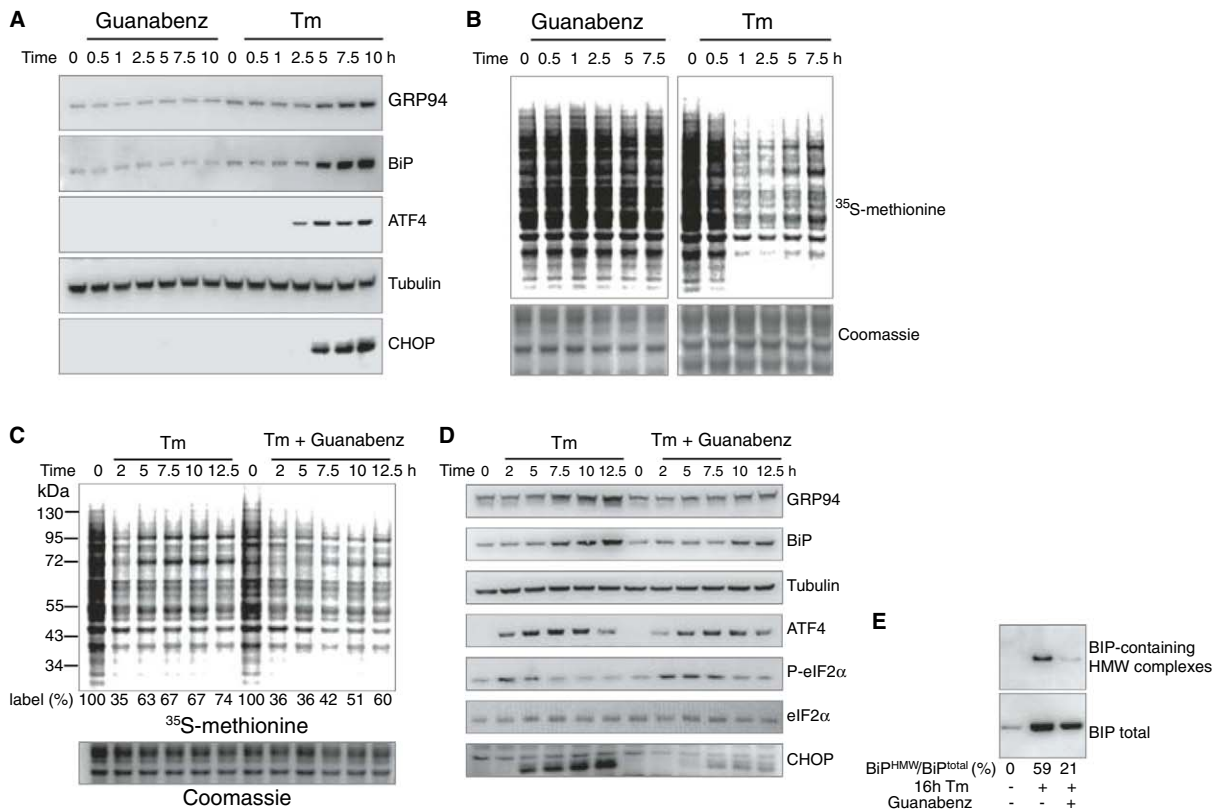 A
Guanabenz Tm
Time 0 0.5 1 2.5 5 7.5 10 0 0.5 1 2.5 5 7.5 10 h
GRP94
BiP
ATF4
Tubulin
CHOP
B
Guanabenz Tm
Time 0 0.5 1 2.5 5 7.5 0 0.5 1 2.5 5 7.5 h
35S-methionine
Coomassie
C
Tm Tm + Guanabenz
Time 0 2 5 7.5 10 12.5 0 2 5 7.5 10 12.5 h
kDa
130
95
72
55
43
34
label (%) 100 35 63 67 67 74 100 36 36 42 51 60
35S-methionine
Coomassie
D
Tm Tm + Guanabenz
Time 0 2 5 7.5 10 12.5 0 2 5 7.5 10 12.5 h
GRP94
BiP
Tubulin
ATF4
P-eIF2α
eIF2α
CHOP
E
BIP-containing
HMW complexes
BIP total
BiPHMW/BiPtotal (%) 0 59 21
16h Tm - + +
Guanabenz - - +